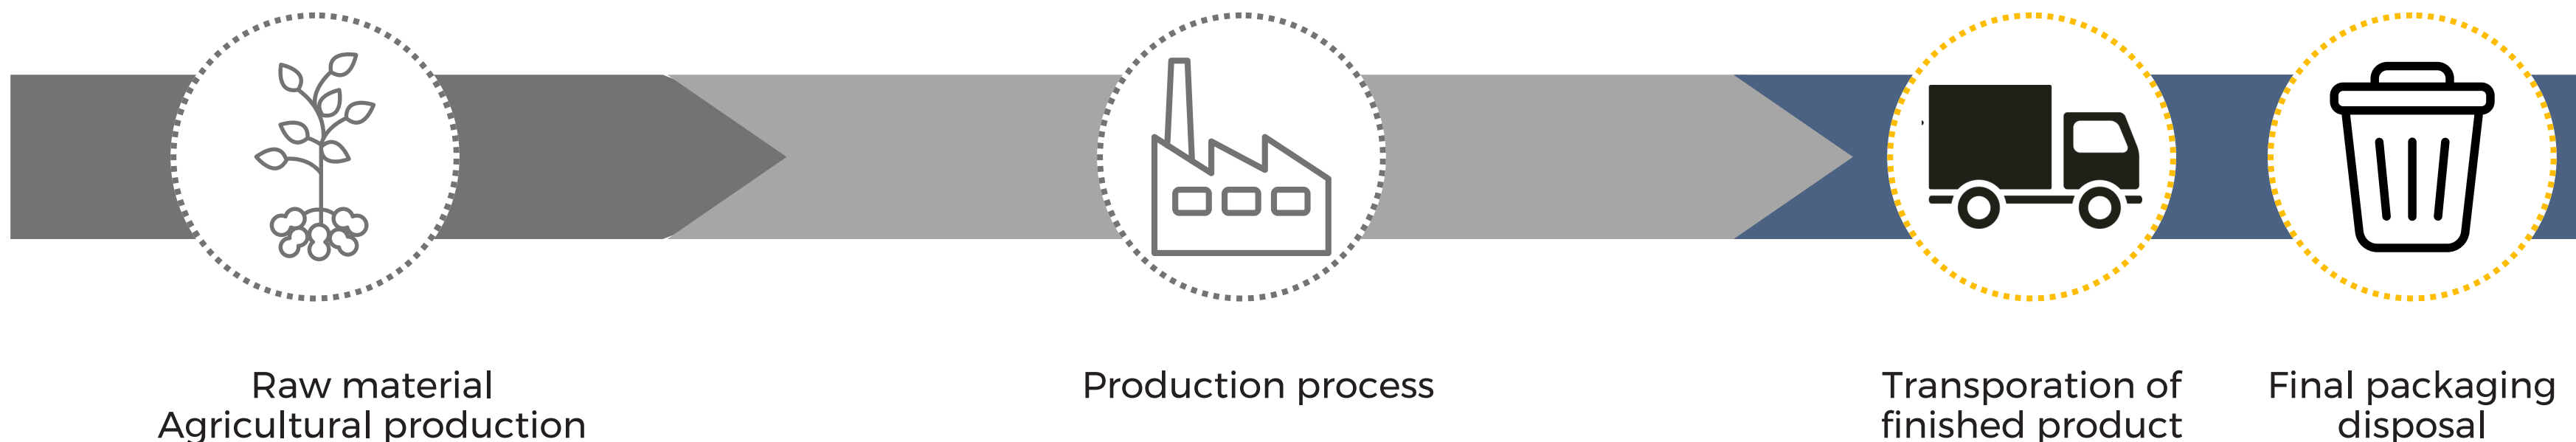 Raw material
Agricultural production
Production process
Transporation of
finished product
Final packaging
disposal